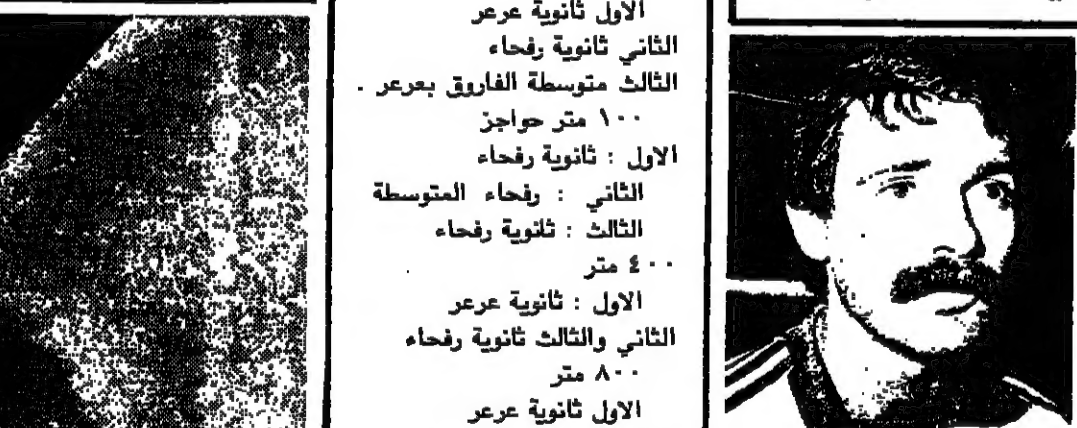 الاول ثانوية عرعر
الثاني ثانوية رفحاء
الثالث متوسطة الفاروق بعرعر .
١٠٠ متر حواجز
الاول : ثانوية رفحاء
الثاني : رفحاء المتوسطة
الثالث : ثانوية رفحاء
٤٠٠ متر
الاول : ثانوية عرعر
الثاني والثالث ثانوية رفحاء
٨٠٠ متر
الاول ثانوية عرعر